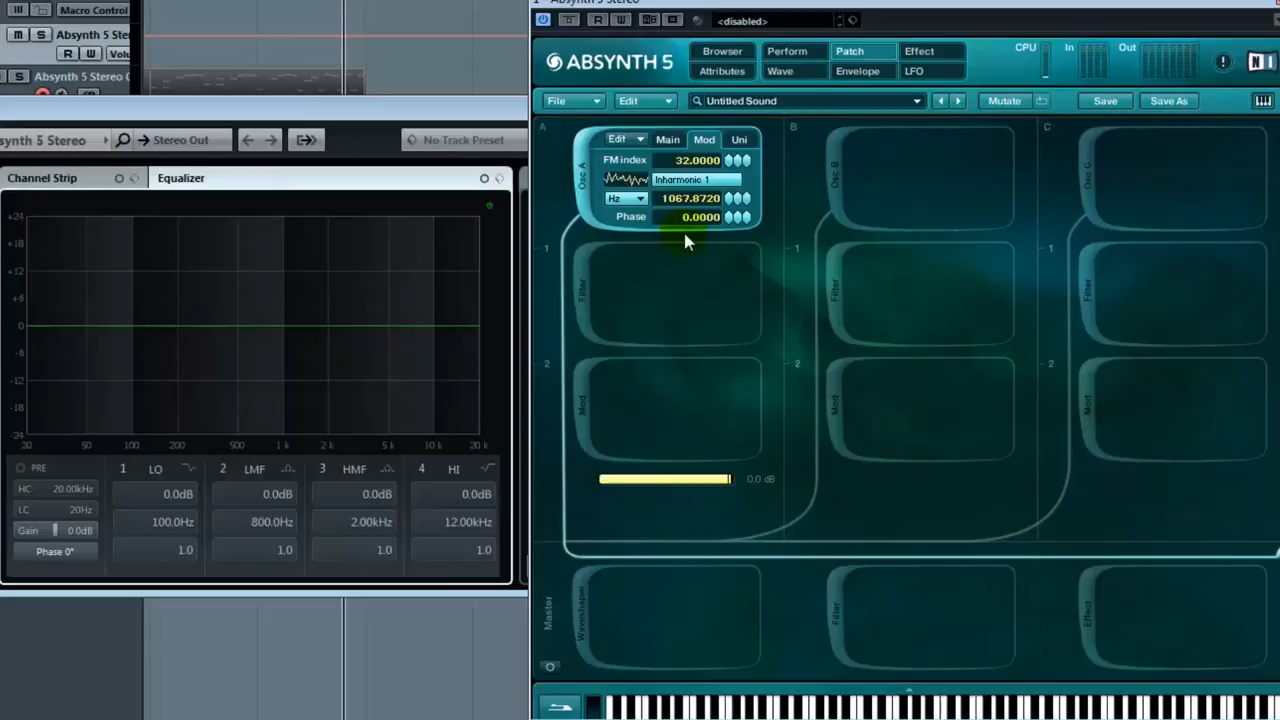 Macro Control
M S Absynth 5 Ste
R W Volu
S Absynth 5 Stereo 0
Absynth 5 Stereo
R W <disabled>
ABSYNTH 5
Browser Perform Patch Effect
Attributes Wave Envelope LFO
CPU In Out
File Edit Untitled Sound Mutate Save Save As
ynth 5 Stereo Stereo Out No Track Preset
Channel Strip Equalizer
+24
+18
+12
+6
0
-6
-12
-18
-24
20 50 100 200 500 1 k 2 k 5 k 10 k 20 k
PRE 1 LO 2 LMF 3 HMF 4 HI
HC 20.00kHz 0.0dB 0.0dB 0.0dB 0.0dB
LC 20Hz 100.0Hz 800.0Hz 2.00kHz 12.00kHz
Gain 0.0dB
Phase 0° 1.0 1.0 1.0 1.0
A B C
Osc A Edit Main Mod Uni
FM index 32.0000
Inharmonic 1
Hz 1067.8720
Phase 0.0000
Osc B
Osc C
1 1 1
Filter Filter Filter
2 2 2
Mod Mod Mod
0.0 dB
Master Waveshaper Filter Effect